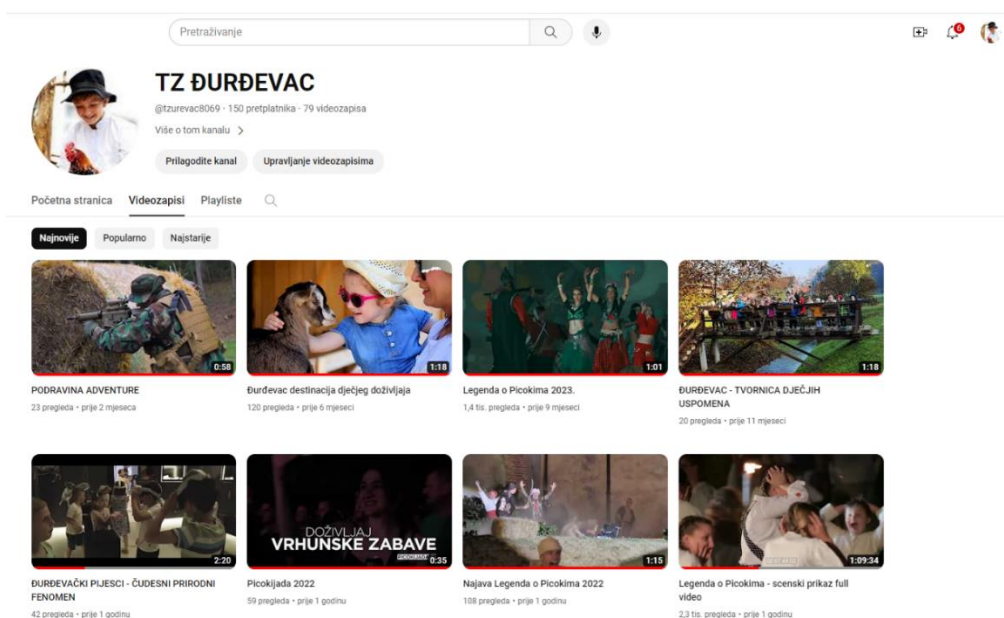 Pretraživanje
6
TZ ĐURĐEVAC
@tzurevac8069 · 150 pretplatnika · 79 videozapisa
Više o tom kanalu
Prilagodite kanal Upravljanje videozapisima
Početna stranica Videozapisi Playliste
Najnovije Popularno Najstarije
0:58 1:18 1:01 1:18
PODRAVINA ADVENTURE
23 pregleda • prije 2 mjeseca
Đurđevac destinacija dječjeg doživljaja
120 pregleda • prije 6 mjeseci
Legenda o Picokima 2023.
1,4 tis. pregleda • prije 9 mjeseci
ĐURĐEVAC - TVORNICA DJEČJIH
USPOMENA
20 pregleda • prije 11 mjeseci
DOŽIVLJAJ
VRHUNSKE ZABAVE
PICOKIJADA
2:20 0:35 1:15 1:09:34
ĐURĐEVAČKI PIJESCI - ČUDESNI PRIRODNI
FENOMEN
42 pregleda • prije 1 godinu
Picokijada 2022
59 pregleda • prije 1 godinu
Najava Legenda o Picokima 2022
108 pregleda • prije 1 godinu
Legenda o Picokima - scenski prikaz full
video
2,3 tis. pregleda • prije 1 godinu